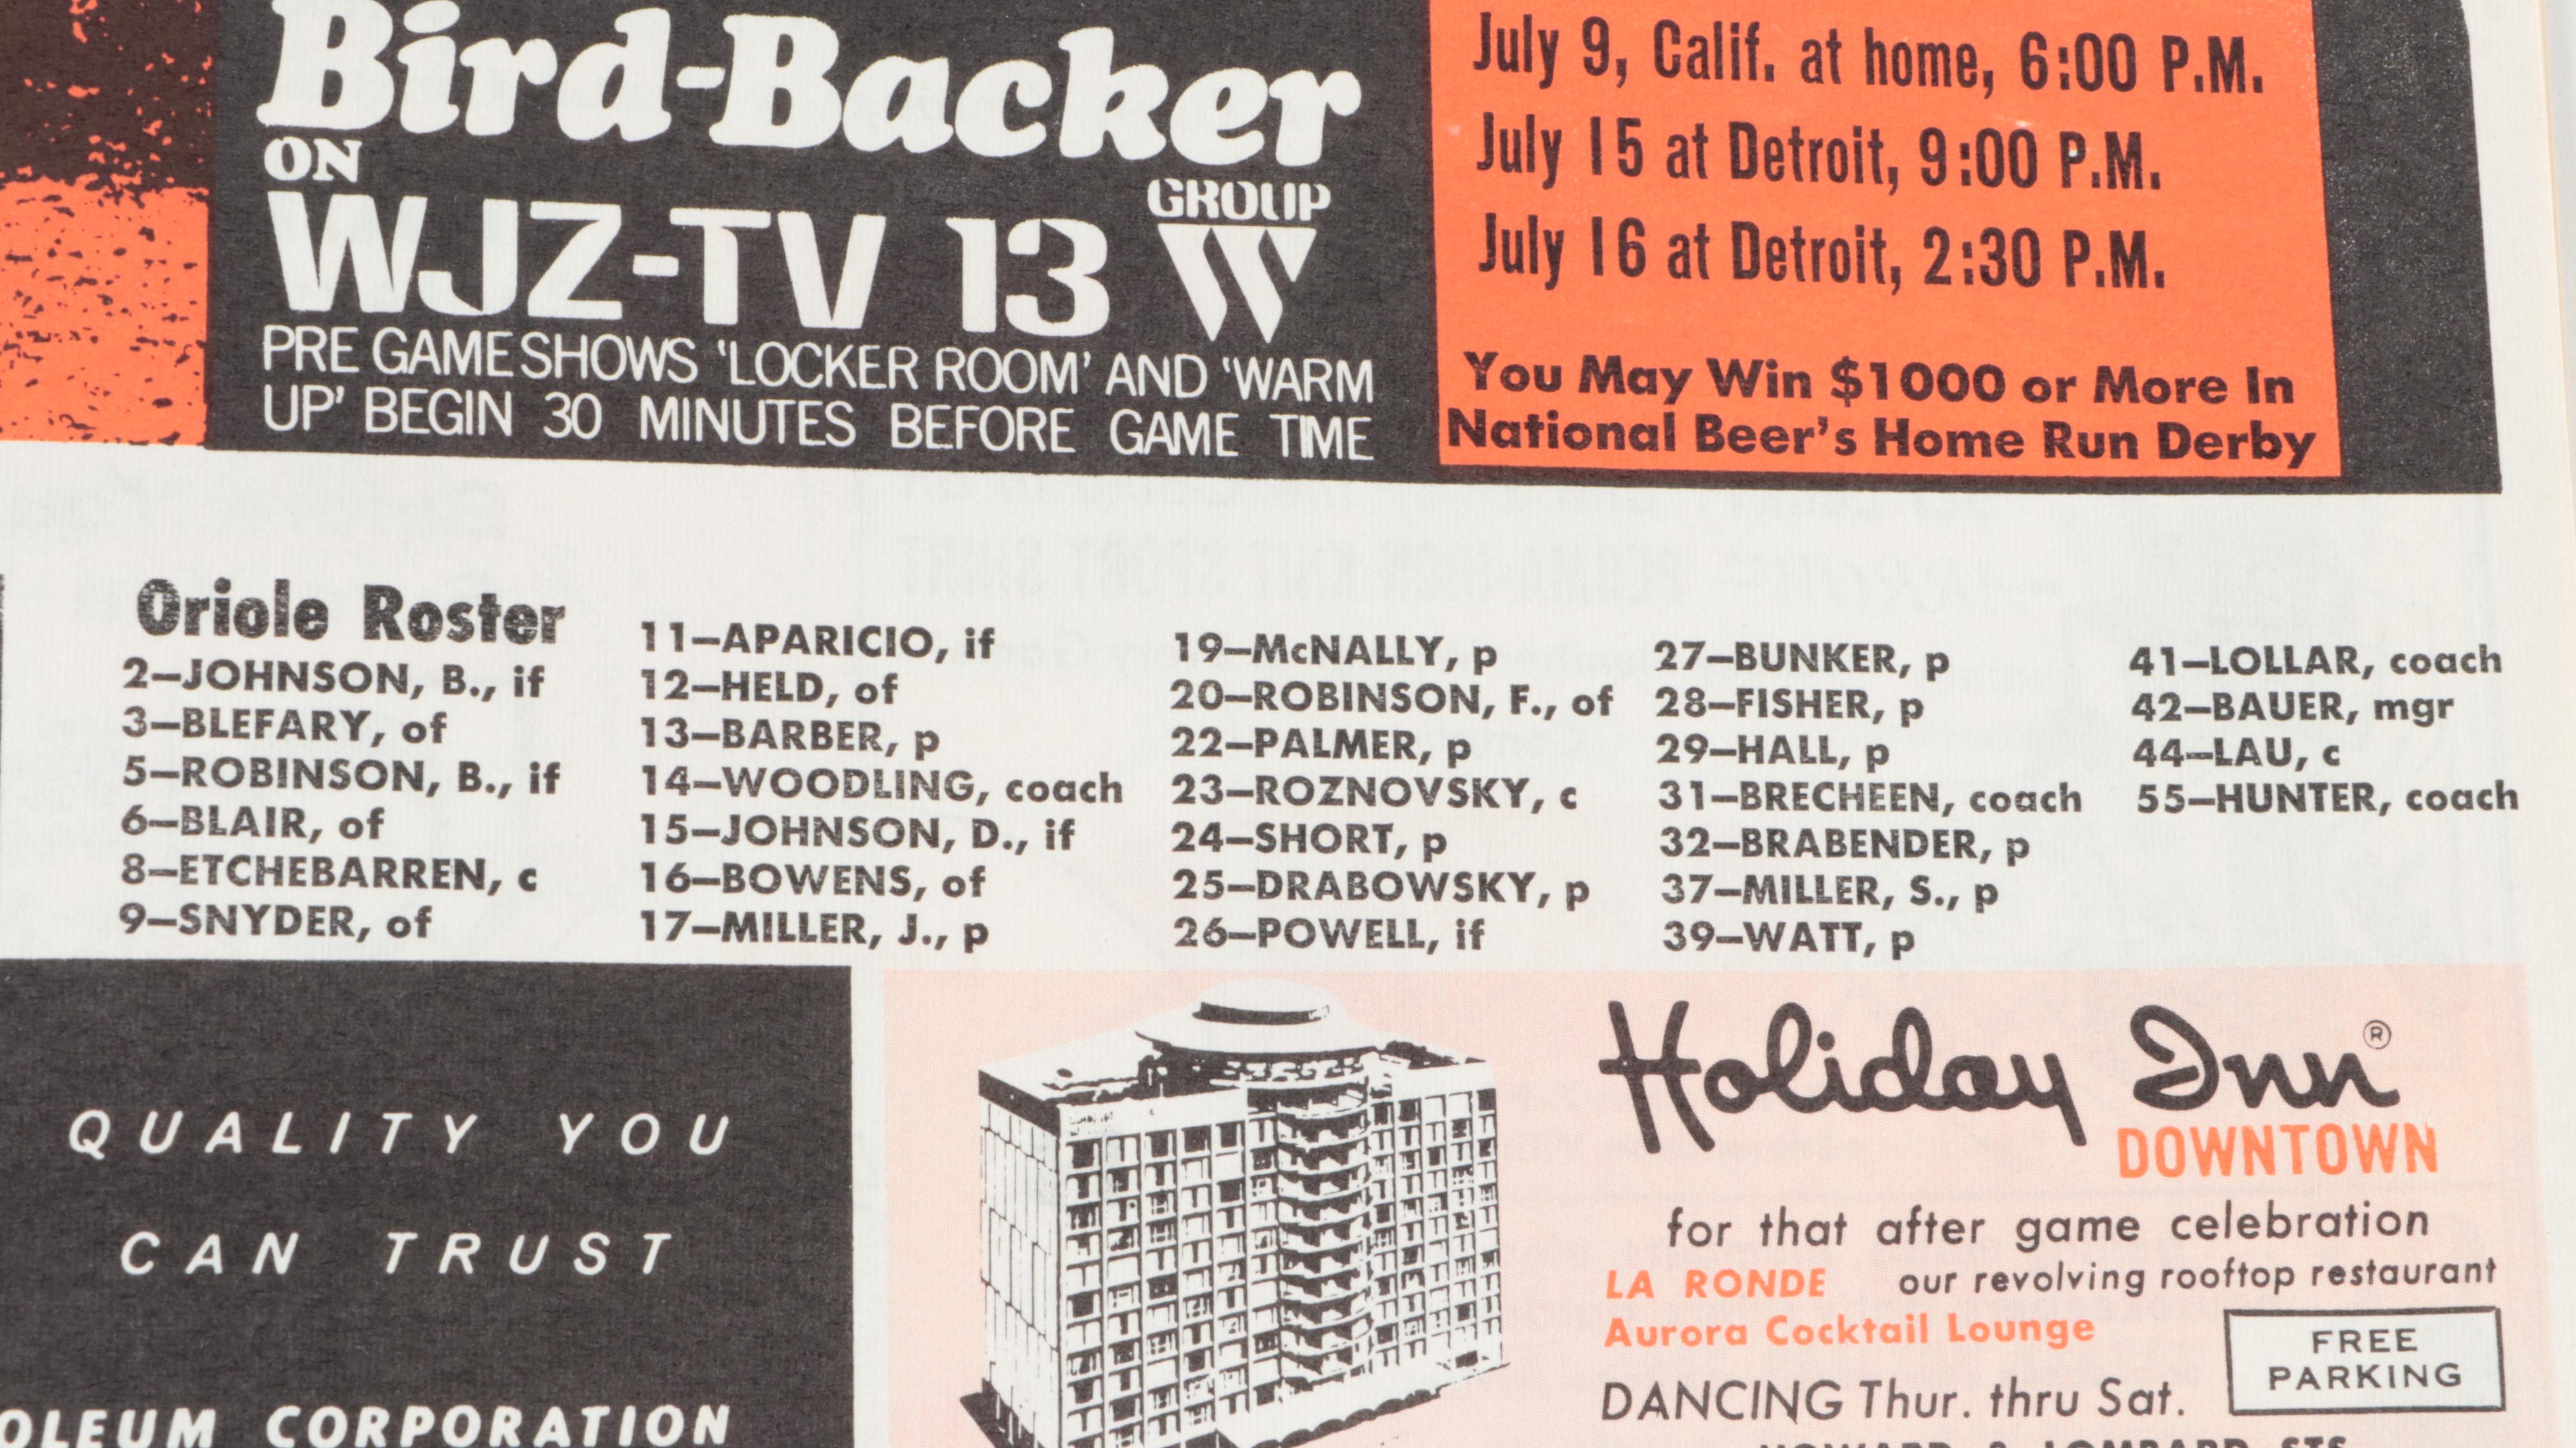 Bird-Backer
ON
WJZ-TV 13
GROUP
W
PRE GAME SHOWS 'LOCKER ROOM' AND 'WARM
UP' BEGIN 30 MINUTES BEFORE GAME TIME
July 9, Calif. at home, 6:00 P.M.
July 15 at Detroit, 9:00 P.M.
July 16 at Detroit, 2:30 P.M.
You May Win $1000 or More In
National Beer's Home Run Derby
Oriole Roster
2—JOHNSON, B., if
3—BLEFARY, of
5—ROBINSON, B., if
6—BLAIR, of
8—ETCHEBARREN, c
9—SNYDER, of
11—APARICIO, if
12—HELD, of
13—BARBER, p
14—WOODLING, coach
15—JOHNSON, D., if
16—BOWENS, of
17—MILLER, J., p
19—McNALLY, p
20—ROBINSON, F., of
22—PALMER, p
23—ROZNOVSKY, c
24—SHORT, p
25—DRABOWSKY, p
26—POWELL, if
27—BUNKER, p
28—FISHER, p
29—HALL, p
31—BRECHEEN, coach
32—BRABENDER, p
37—MILLER, S., p
39—WATT, p
41—LOLLAR, coach
42—BAUER, mgr
44—LAU, c
55—HUNTER, coach
QUALITY YOU
CAN TRUST
OLEUM CORPORATION
Holiday Inn®
DOWNTOWN
for that after game celebration
LA RONDE our revolving rooftop restaurant
Aurora Cocktail Lounge
DANCING Thur. thru Sat.
FREE
PARKING
HOWARD & LOMBARD STS